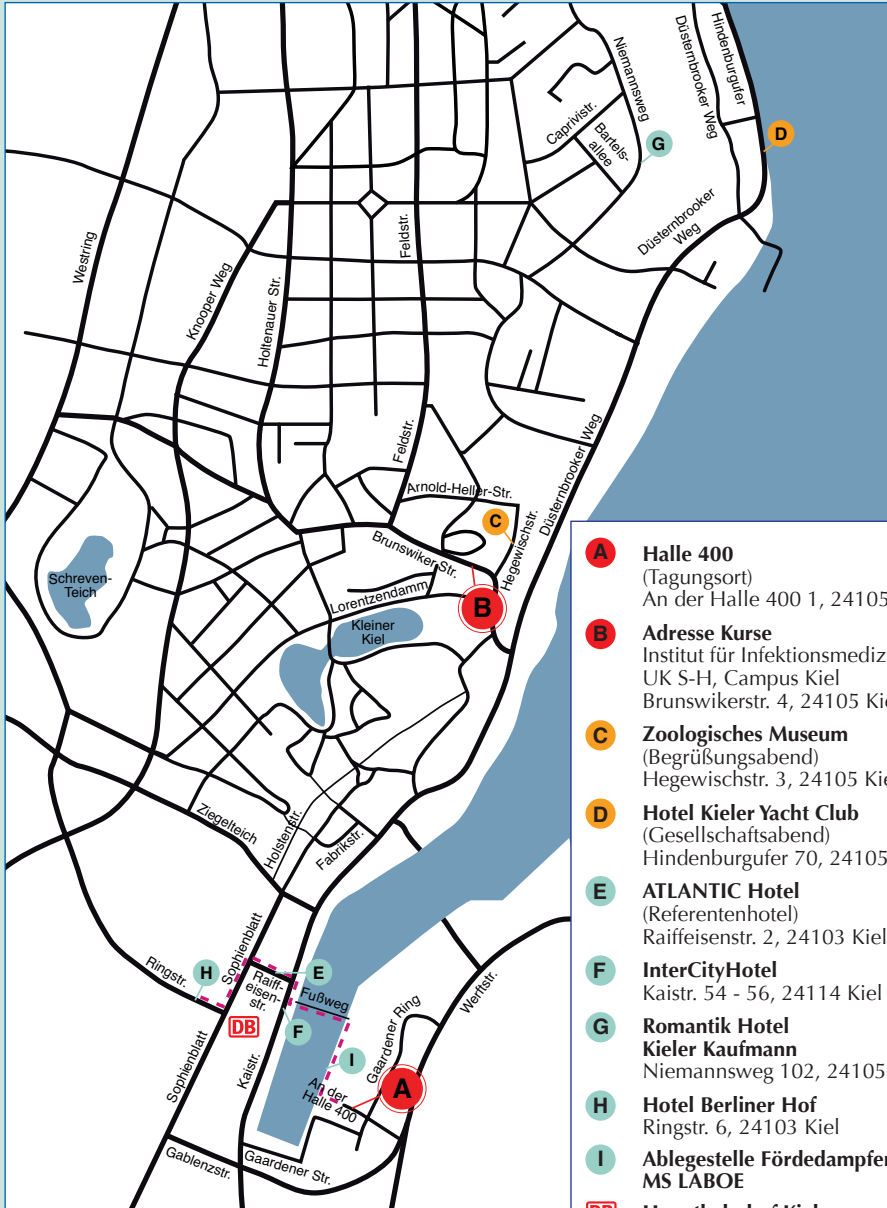 Hindenburgufer
Düsternbrooker Weg
Niemannsweg
Caprivistr.
Bartels-
allee
G
D
Düsternbrooker
Weg
Westring
Knooper Weg
Holtenauer Str.
Feldstr.
Feldstr.
Düsternbrooker Weg
Arnold-Heller-Str.
C
Hegewischstr.
Brunswiker Str.
B
Lorentzendamm
Schreven-
Teich
Kleiner
Kiel
Ziegelteich
Holstenstr.
Fabrikstr.
Sophienblatt
Ringstr.
H
E
Raiff-
eisen-
str.
Fußweg
F
DB
Werftstr.
Gaardener Ring
I
Sophienblatt
Kaistr.
An der
Halle 400
A
Gablenzstr.
Gaardener Str.
A Halle 400
(Tagungsort)
An der Halle 400 1, 24105
B Adresse Kurse
Institut für Infektionsmediz
UK S-H, Campus Kiel
Brunswikerstr. 4, 24105 Kie
C Zoologisches Museum
(Begrüßungsabend)
Hegewischstr. 3, 24105 Kie
D Hotel Kieler Yacht Club
(Gesellschaftsabend)
Hindenburgufer 70, 24105
E ATLANTIC Hotel
(Referentenhotel)
Raiffeisenstr. 2, 24103 Kiel
F InterCityHotel
Kaistr. 54 - 56, 24114 Kiel
G Romantik Hotel
Kieler Kaufmann
Niemannsweg 102, 24105
H Hotel Berliner Hof
Ringstr. 6, 24103 Kiel
I Ablegestelle Fördedampfer
MS LABOE